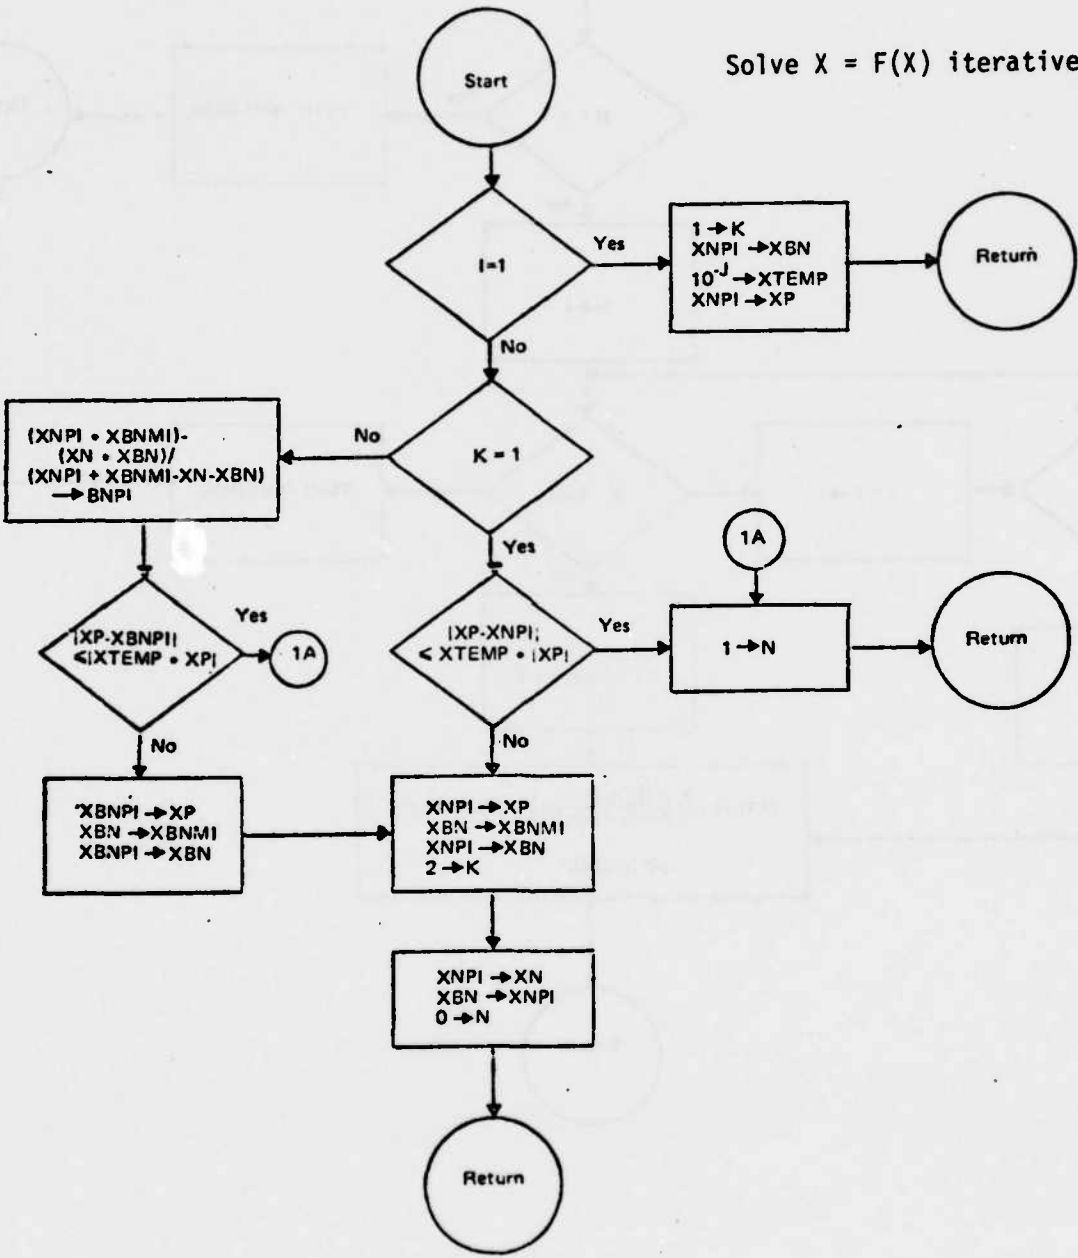 Solve X = F(X) iterative
Start
I=1
Yes
1 → K
XNPI → XBN
10^-J → XTEMP
XNPI → XP
Return
No
K = 1
No
(XNPI * XBNMI)-
(XN * XBN)/
(XNPI + XBNMI-XN-XBN)
→ BNPI
Yes
|XP-XBNPI|
≤|XTEMP * XP|
Yes
1A
No
XBNPI → XP
XBN → XBNMI
XBNPI → XBN
|XP-XNPI|
≤ XTEMP * |XP|
Yes
1A
1 → N
Return
No
XNPI → XP
XBN → XBNMI
XNPI → XBN
2 → K
XNPI → XN
XBN → XNPI
0 → N
Return